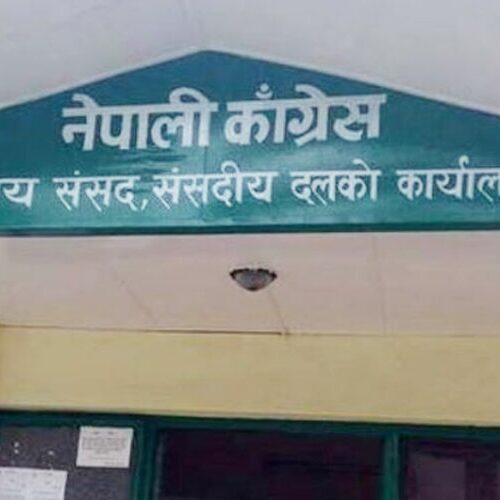 नेपाली काँग्रेस
य संसद, संसदीय दलको कार्याल